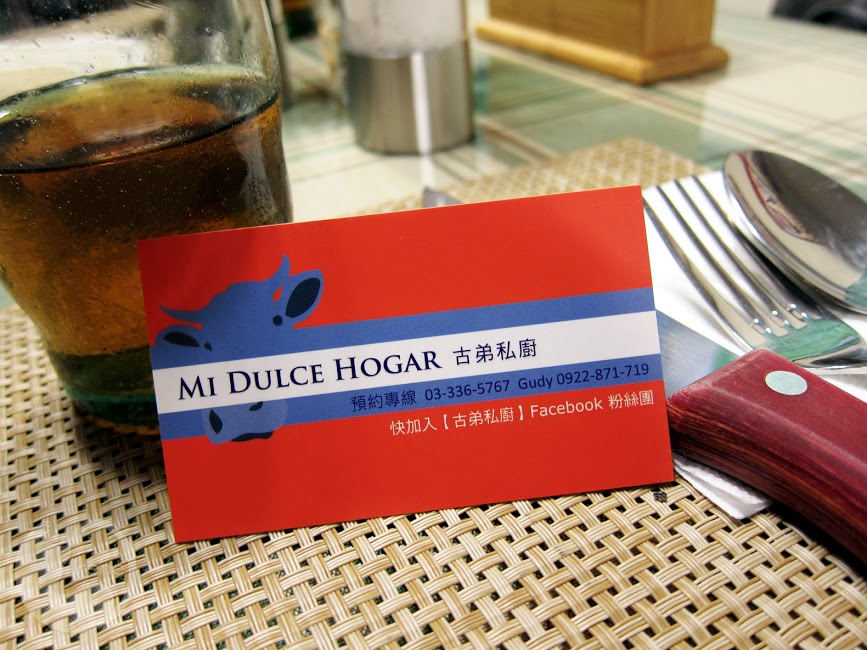 MI DULCE HOGAR 古弟私廚
預約專線 03-336-5767 Gudy 0922-871-719
快加入【古弟私廚】Facebook 粉絲團